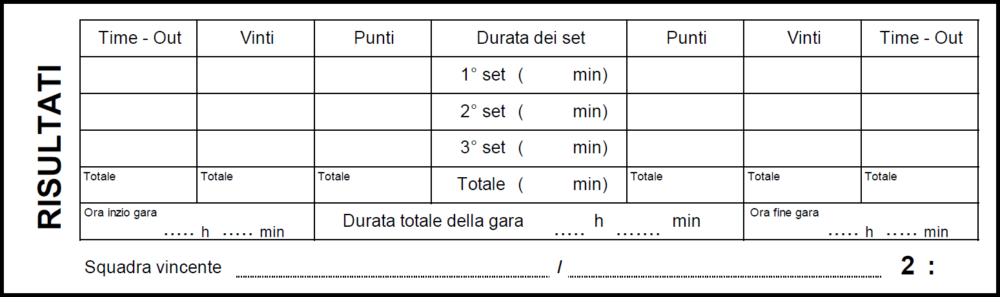 RISULTATI
Time - Out Vinti Punti Durata dei set Punti Vinti Time - Out
1° set ( min)
2° set ( min)
3° set ( min)
Totale Totale Totale Totale ( min) Totale Totale Totale
Ora inzio gara
..... h ..... min
Durata totale della gara ..... h ....... min
Ora fine gara
..... h ..... min
Squadra vincente / 2 :